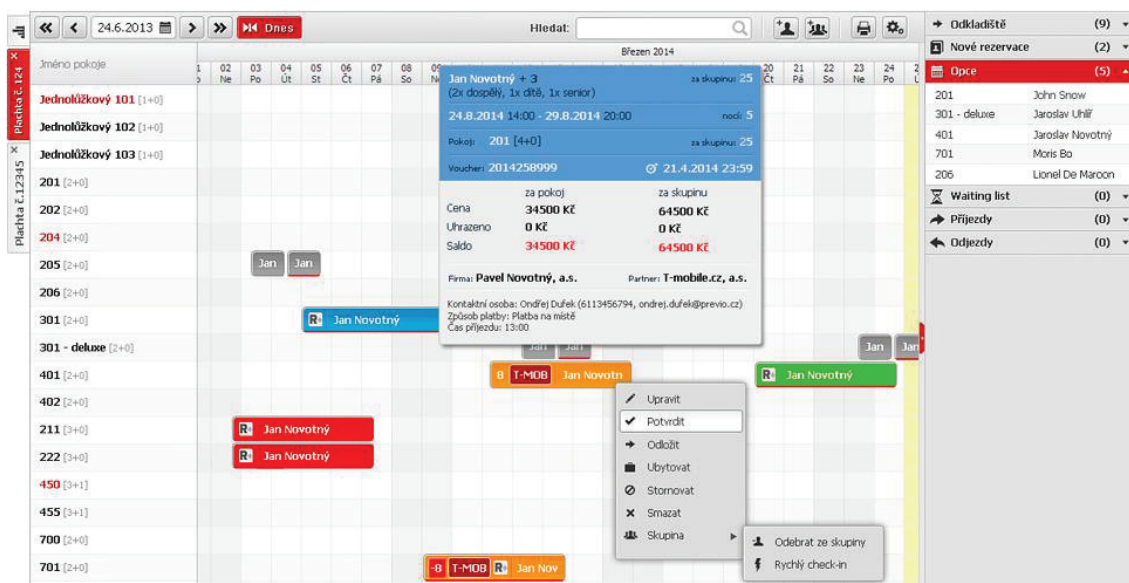 24.6.2013
Dnes
Hledat:
Plachta č. 124
Plachta č.12345
Jméno pokoje
Březen 2014
02 03 04 05 06 07 08
20 21 22 23 24
Ne Po Út St Čt Pá So
Čt Pá So Ne Po
Jednolůžkový 101 [1+0]
Jednolůžkový 102 [1+0]
Jednolůžkový 103 [1+0]
201 [2+0]
202 [2+0]
204 [2+0]
205 [2+0]
Jan
Jan
206 [2+0]
301 [2+0]
R+ Jan Novotný
301 - deluxe [2+0]
Jan
Jan
Jan
Jan
401 [2+0]
8 T-MOB Jan Novotn
R+ Jan Novotný
402 [2+0]
211 [3+0]
R+ Jan Novotný
222 [3+0]
R+ Jan Novotný
450 [3+1]
455 [3+1]
700 [2+0]
701 [2+0]
-8 T-MOB R+ Jan Nov
Jan Novotný + 3 za skupinu: 25
(2x dospělý, 1x dítě, 1x senior)
24.8.2014 14:00 - 29.8.2014 20:00 nocí: 5
Pokoj: 201 [4+0] za skupinu: 25
Voucher: 2014258999 21.4.2014 23:59
za pokoj za skupinu
Cena 34500 Kč 64500 Kč
Uhrazeno 0 Kč 0 Kč
Saldo 34500 Kč 64500 Kč
Firma: Pavel Novotný, a.s. Partner: T-mobile.cz, a.s.
Kontaktní osoba: Ondřej Dufek (6113456794, ondrej.dufek@previo.cz)
Způsob platby: Platba na místě
Čas příjezdu: 13:00
Upravit
Potvrdit
Odložit
Ubytovat
Stornovat
Smazat
Skupina
Odebrat ze skupiny
Rychlý check-in
Odkladiště (9)
Nové rezervace (2)
Opce (5)
201 John Snow
301 - deluxe Jaroslav Uhlíř
401 Jaroslav Novotný
701 Moris Bo
206 Lionel De Maroon
Waiting list (0)
Příjezdy (0)
Odjezdy (0)